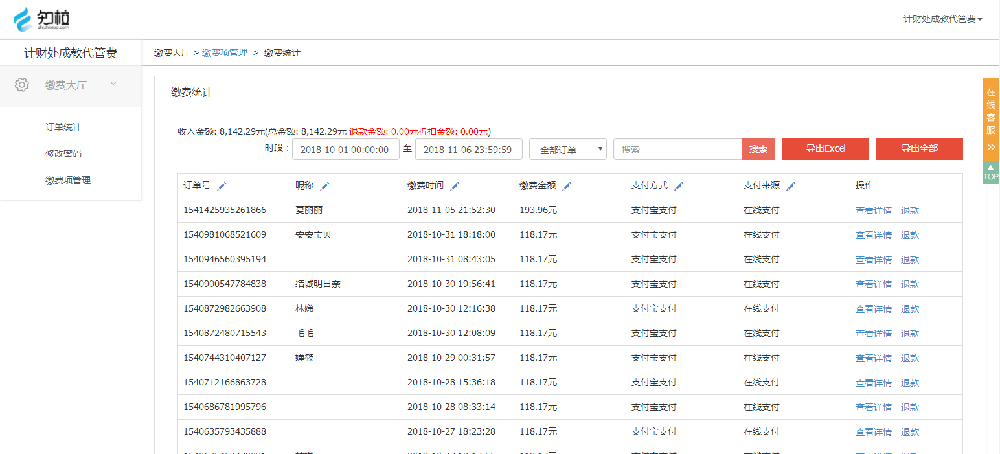 知校
zhizhixiao.com
计财处成教代管费
计财处成教代管费
缴费大厅 > 缴费项管理 > 缴费统计
缴费大厅
订单统计
修改密码
缴费项管理
缴费统计
收入金额: 8,142.29元(总金额: 8,142.29元 退款金额: 0.00元折扣金额: 0.00元)
时段： 2018-10-01 00:00:00 至 2018-11-06 23:59:59 全部订单 搜索 搜索 导出Excel 导出全部
订单号 昵称 缴费时间 缴费金额 支付方式 支付来源 操作
1541425935261866 夏丽丽 2018-11-05 21:52:30 193.96元 支付宝支付 在线支付 查看详情 退款
1540981068521609 安安宝贝 2018-10-31 18:18:00 118.17元 支付宝支付 在线支付 查看详情 退款
1540946560395194 2018-10-31 08:43:05 118.17元 支付宝支付 在线支付 查看详情 退款
1540900547784838 结城明日奈 2018-10-30 19:56:41 118.17元 支付宝支付 在线支付 查看详情 退款
1540872982663908 林娣 2018-10-30 12:16:38 118.17元 支付宝支付 在线支付 查看详情 退款
1540872480715543 毛毛 2018-10-30 12:08:09 118.17元 支付宝支付 在线支付 查看详情 退款
1540744310407127 婵筱 2018-10-29 00:31:57 118.17元 支付宝支付 在线支付 查看详情 退款
1540712166863728 2018-10-28 15:36:18 118.17元 支付宝支付 在线支付 查看详情 退款
1540686781995796 2018-10-28 08:33:14 118.17元 支付宝支付 在线支付 查看详情 退款
1540635793435888 2018-10-27 18:23:28 118.17元 支付宝支付 在线支付 查看详情 退款
在线客服
TOP